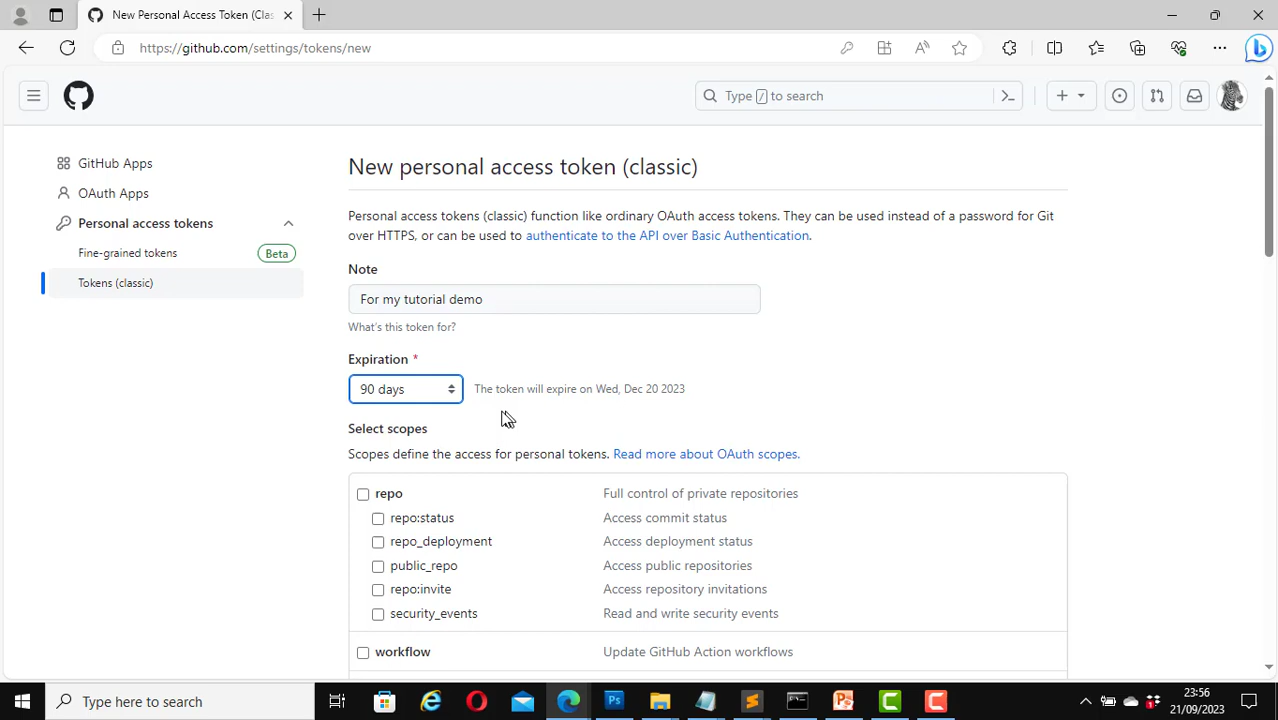 New Personal Access Token (Clas
https://github.com/settings/tokens/new
Type / to search
GitHub Apps
OAuth Apps
Personal access tokens
Fine-grained tokens Beta
Tokens (classic)
New personal access token (classic)
Personal access tokens (classic) function like ordinary OAuth access tokens. They can be used instead of a password for Git
over HTTPS, or can be used to authenticate to the API over Basic Authentication.
Note
For my tutorial demo
What's this token for?
Expiration *
90 days The token will expire on Wed, Dec 20 2023
Select scopes
Scopes define the access for personal tokens. Read more about OAuth scopes.
repo Full control of private repositories
repo:status Access commit status
repo_deployment Access deployment status
public_repo Access public repositories
repo:invite Access repository invitations
security_events Read and write security events
workflow Update GitHub Action workflows
Type here to search
Ps
23:56
21/09/2023